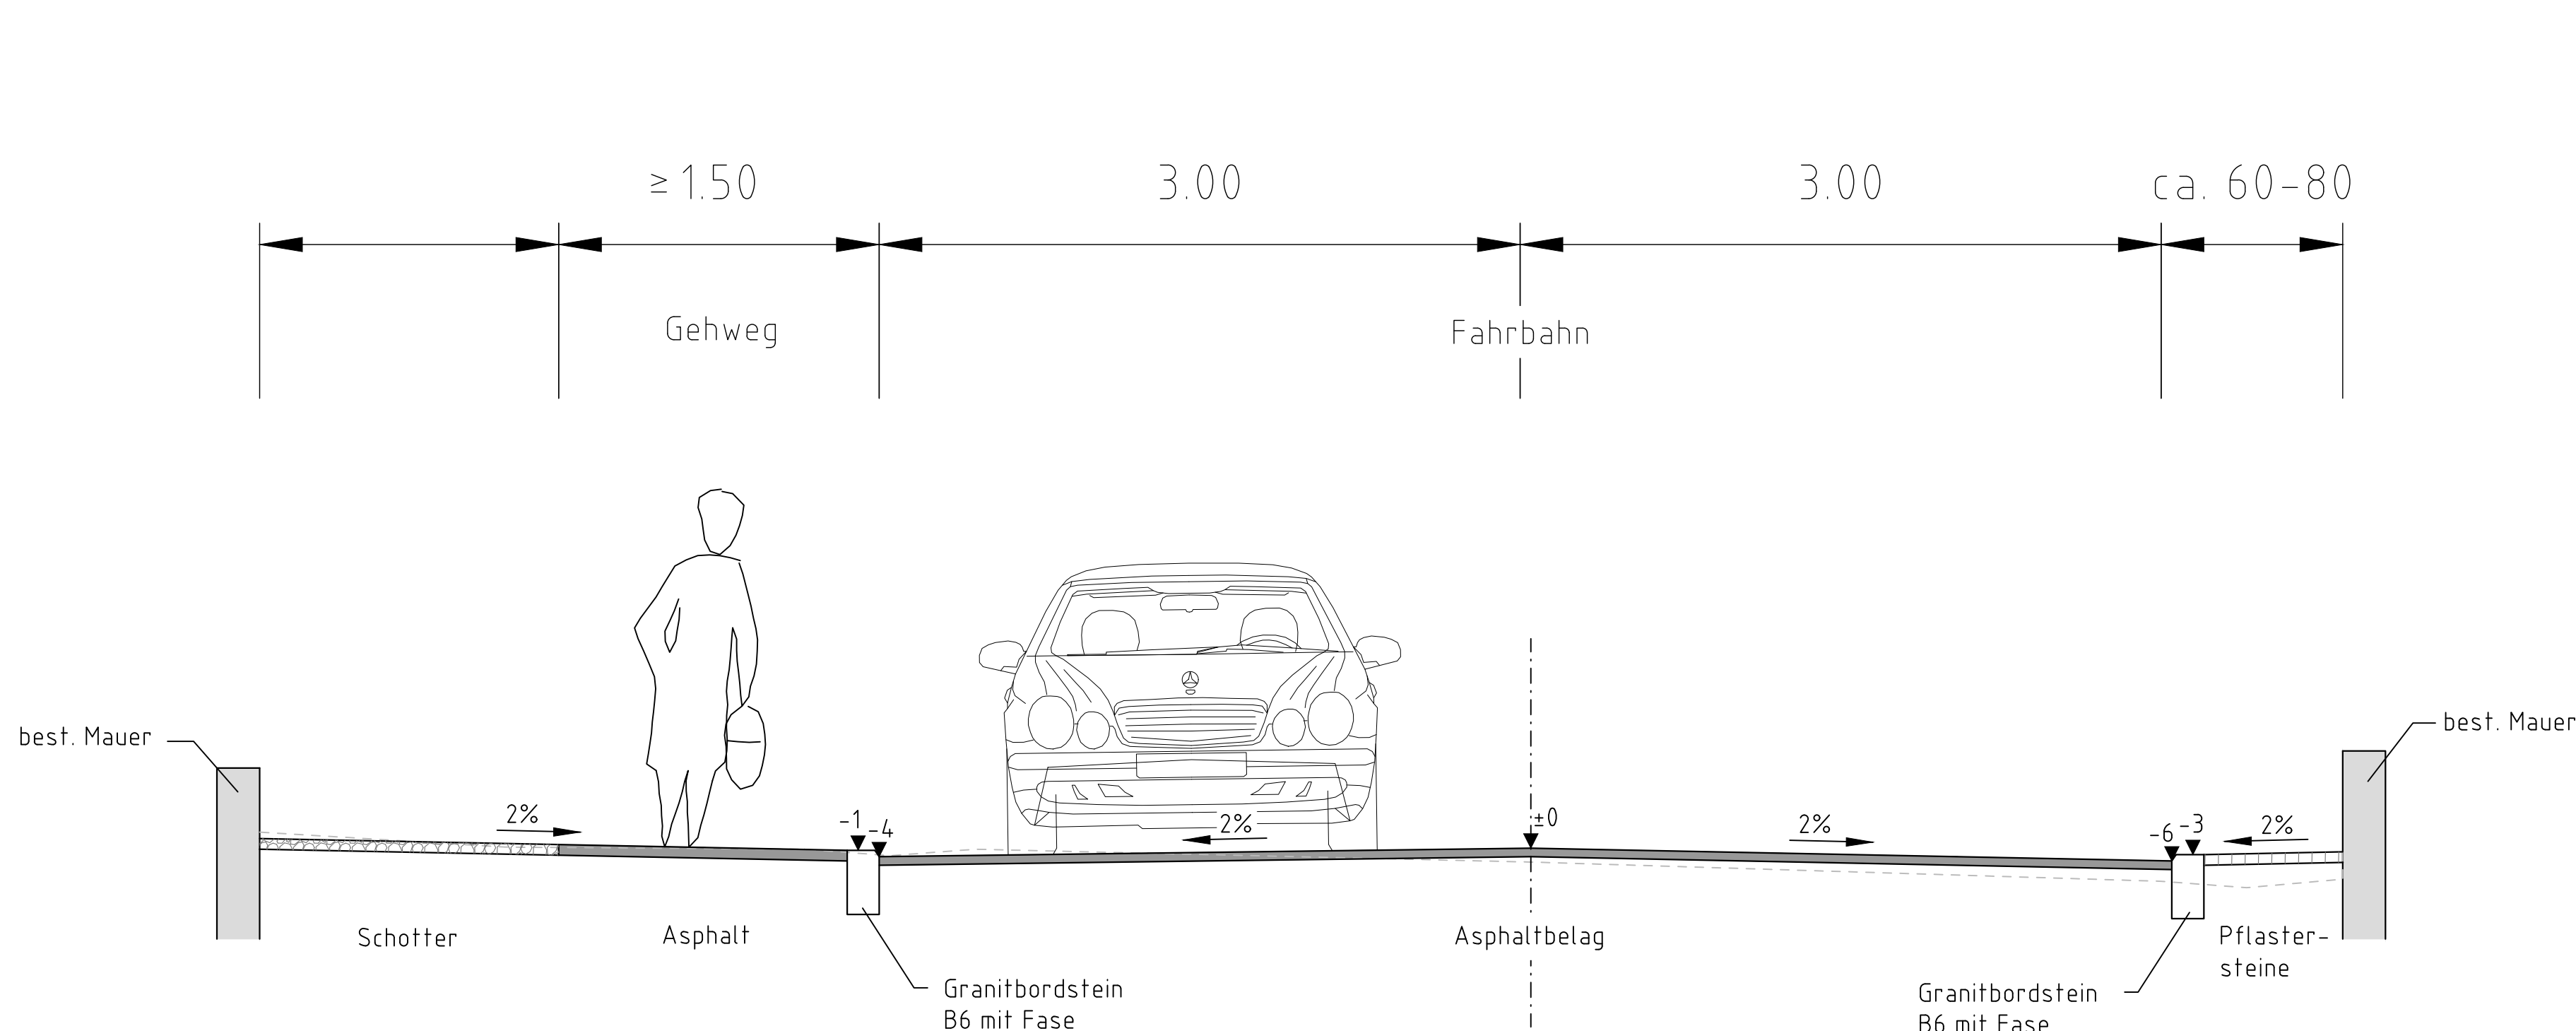 ≥ 1.50
3.00
3.00
ca. 60-80
Gehweg
Fahrbahn
best. Mauer
best. Mauer
2%
-1
-4
2%
±0
2%
-6
-3
2%
Schotter
Asphalt
Asphaltbelag
Pflaster-
steine
Granitbordstein
B6 mit Fase
Granitbordstein
B6 mit Fase